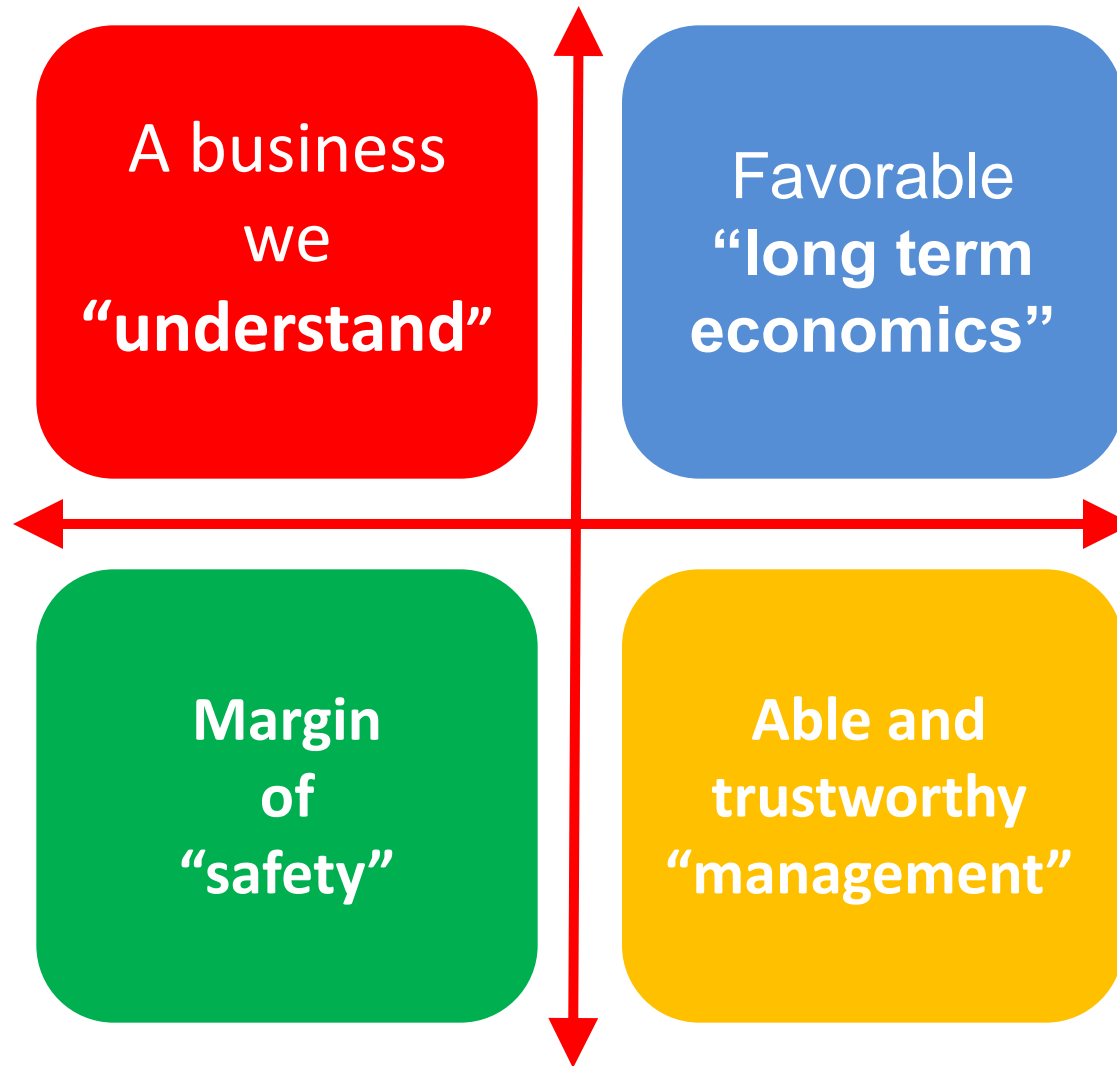 A business
we
“understand”
Favorable
“long term
economics”
Margin
of
“safety”
Able and
trustworthy
“management”